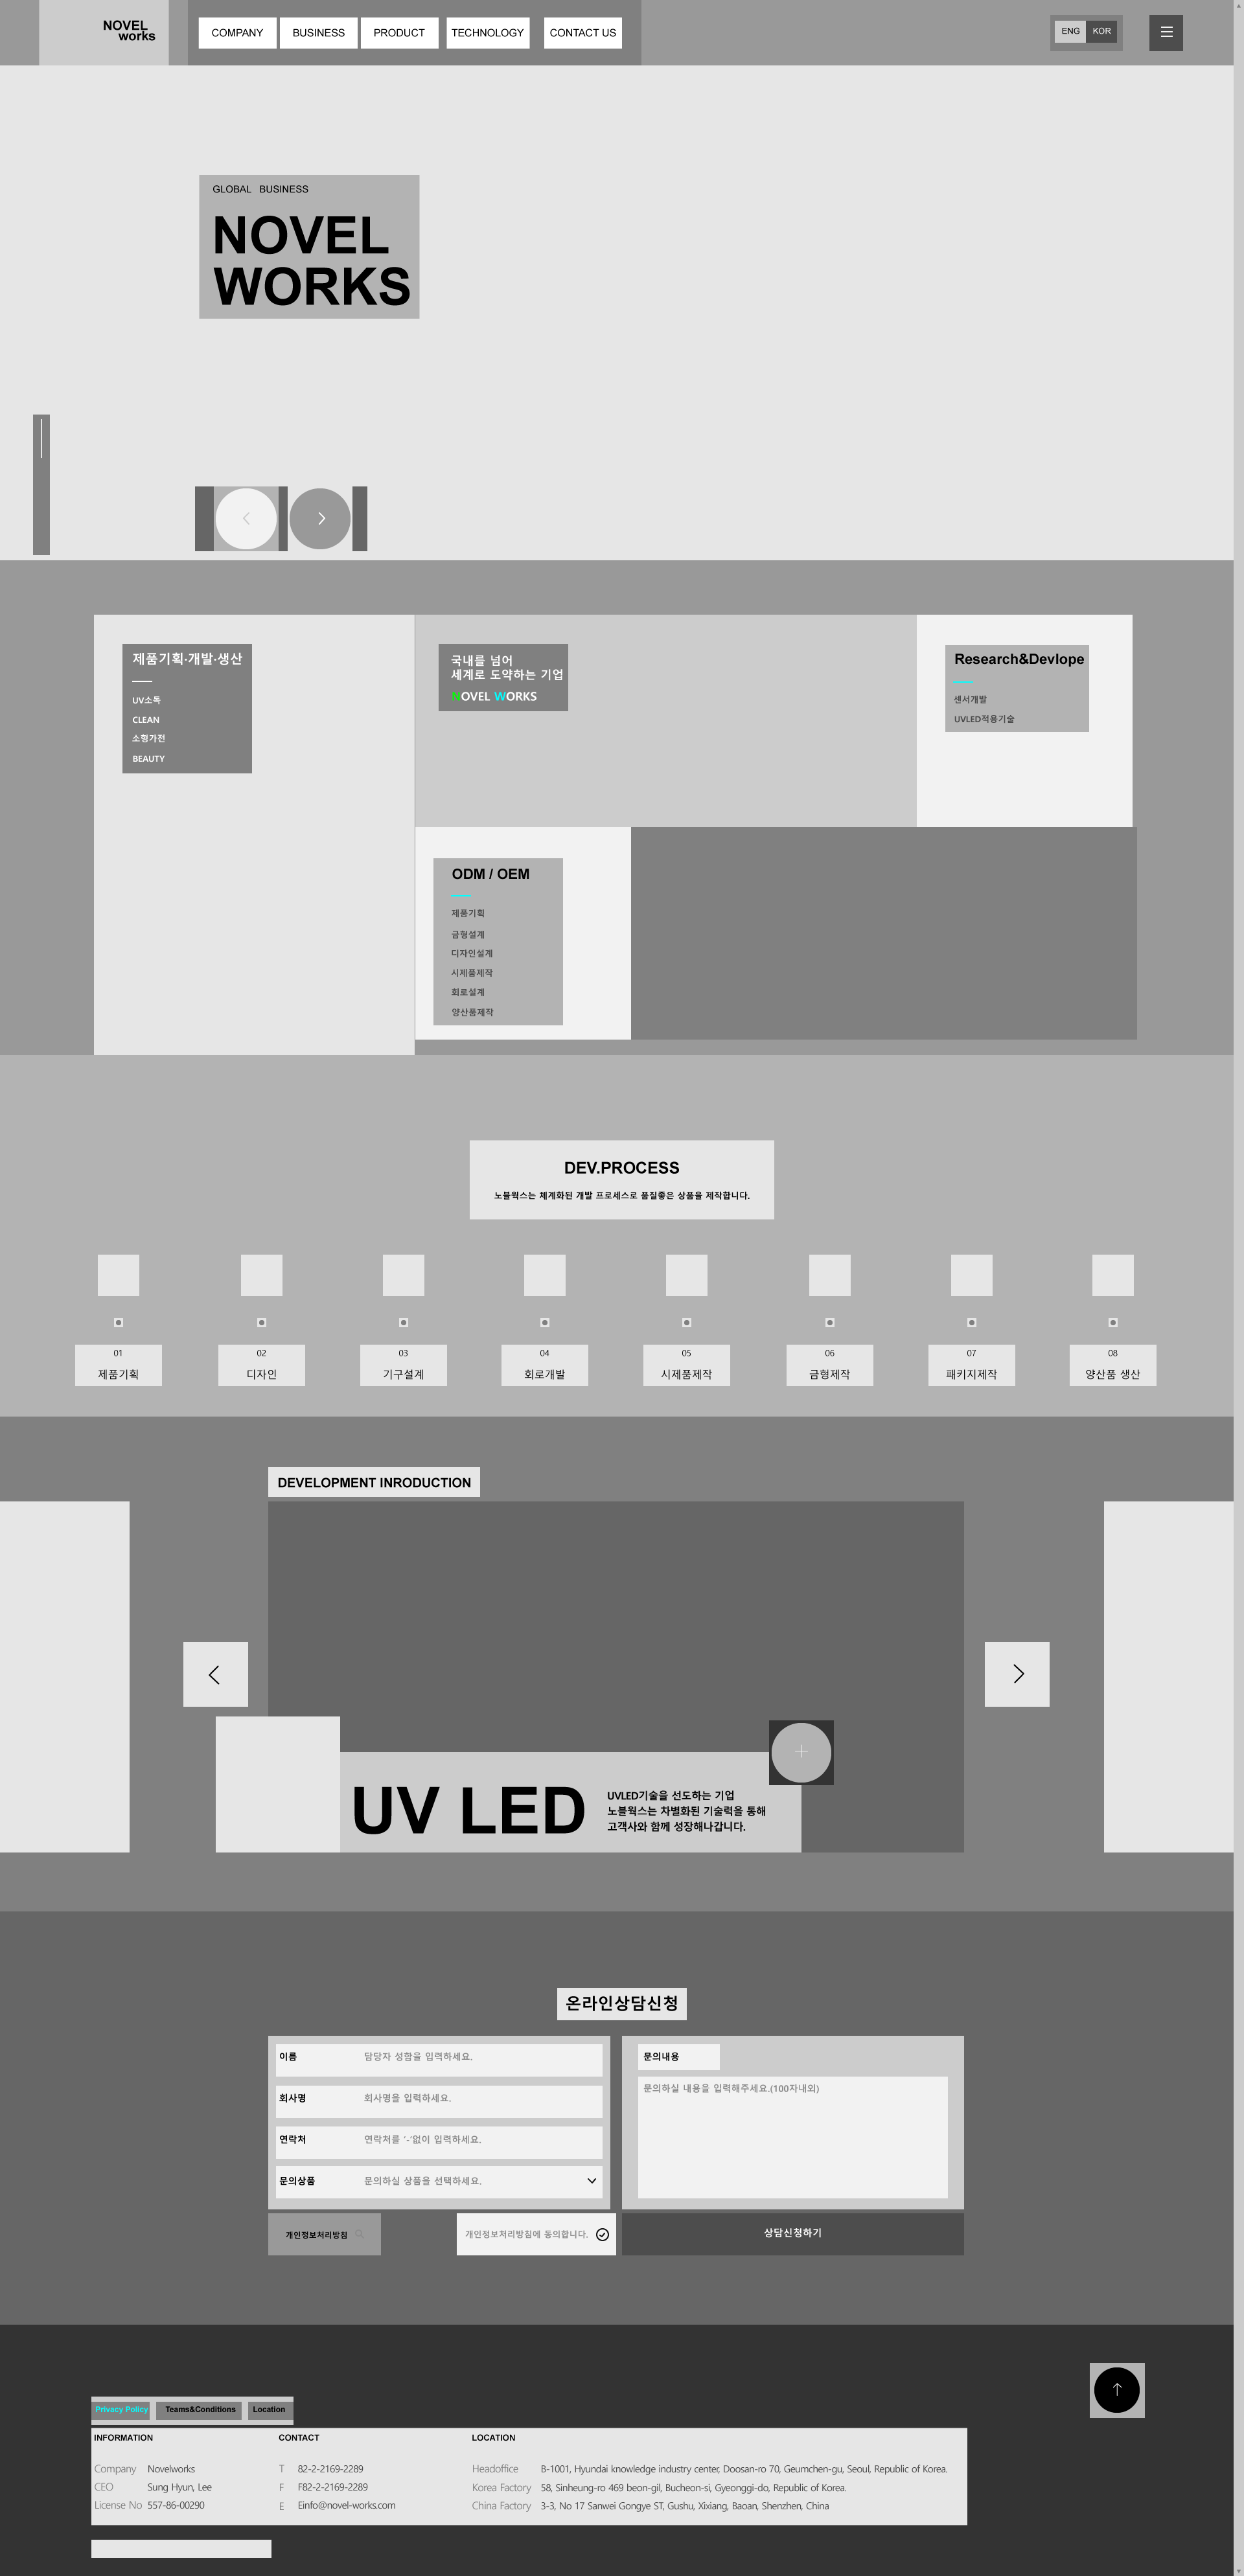 NOVEL
works
COMPANY
BUSINESS
PRODUCT
TECHNOLOGY
CONTACT US
ENG
KOR
GLOBAL BUSINESS
NOVEL
WORKS
제품기획·개발·생산
UV소독
CLEAN
소형가전
BEAUTY
국내를 넘어
세계로 도약하는 기업
NOVEL WORKS
Research&Devlope
센서개발
UVLED적용기술
ODM / OEM
제품기획
금형설계
디자인설계
시제품제작
회로설계
양산품제작
DEV.PROCESS
노블웍스는 체계화된 개발 프로세스로 품질좋은 상품을 제작합니다.
01
제품기획
02
디자인
03
기구설계
04
회로개발
05
시제품제작
06
금형제작
07
패키지제작
08
양산품 생산
DEVELOPMENT INRODUCTION
UV LED
UVLED기술을 선도하는 기업
노블웍스는 차별화된 기술력을 통해
고객사와 함께 성장해나갑니다.
온라인상담신청
이름 담당자 성함을 입력하세요.
회사명 회사명을 입력하세요.
연락처 연락처를 '-'없이 입력하세요.
문의상품 문의하실 상품을 선택하세요.
문의내용
문의하실 내용을 입력해주세요.(100자내외)
개인정보처리방침
개인정보처리방침에 동의합니다.
상담신청하기
Privacy Policy
Teams&Conditions
Location
INFORMATION
Company Novelworks
CEO Sung Hyun, Lee
License No 557-86-00290
CONTACT
T 82-2-2169-2289
F F82-2-2169-2289
E Einfo@novel-works.com
LOCATION
Headoffice B-1001, Hyundai knowledge industry center, Doosan-ro 70, Geumchen-gu, Seoul, Republic of Korea.
Korea Factory 58, Sinheung-ro 469 beon-gil, Bucheon-si, Gyeonggi-do, Republic of Korea.
China Factory 3-3, No 17 Sanwei Gongye ST, Gushu, Xixiang, Baoan, Shenzhen, China